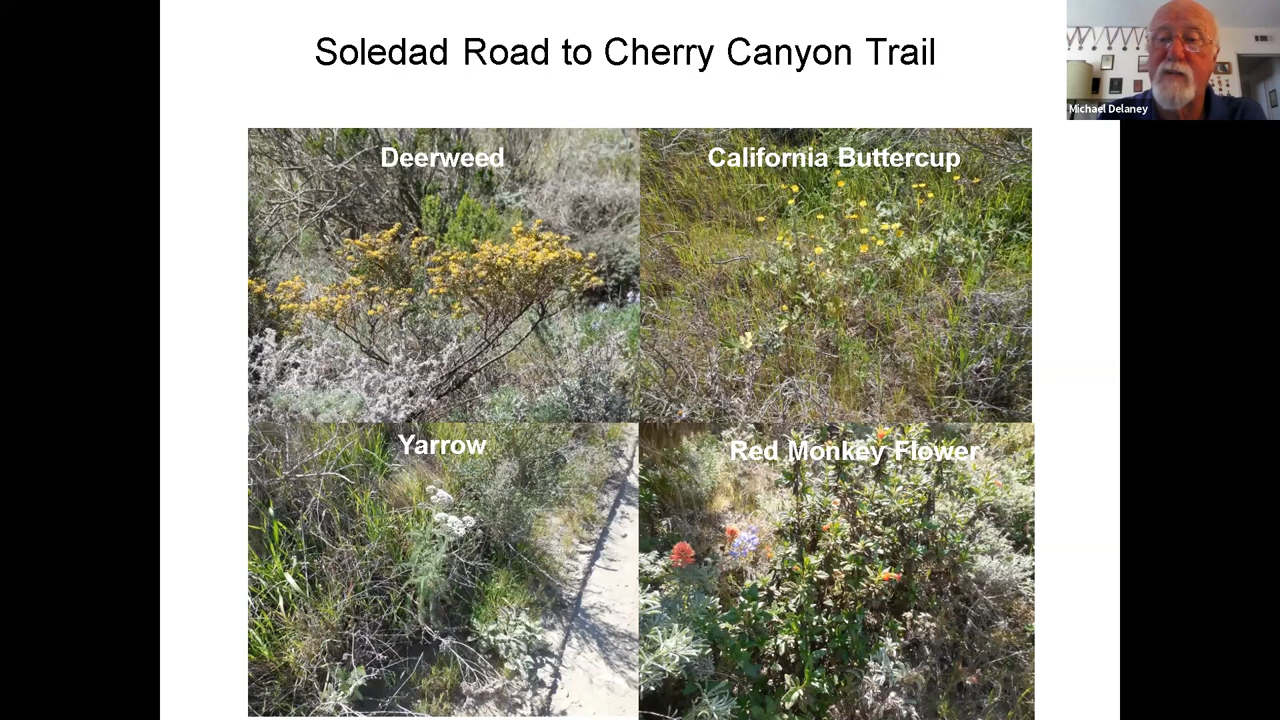 Soledad Road to Cherry Canyon Trail
Michael Delaney
Deerweed
California Buttercup
Yarrow
Red Monkey Flower